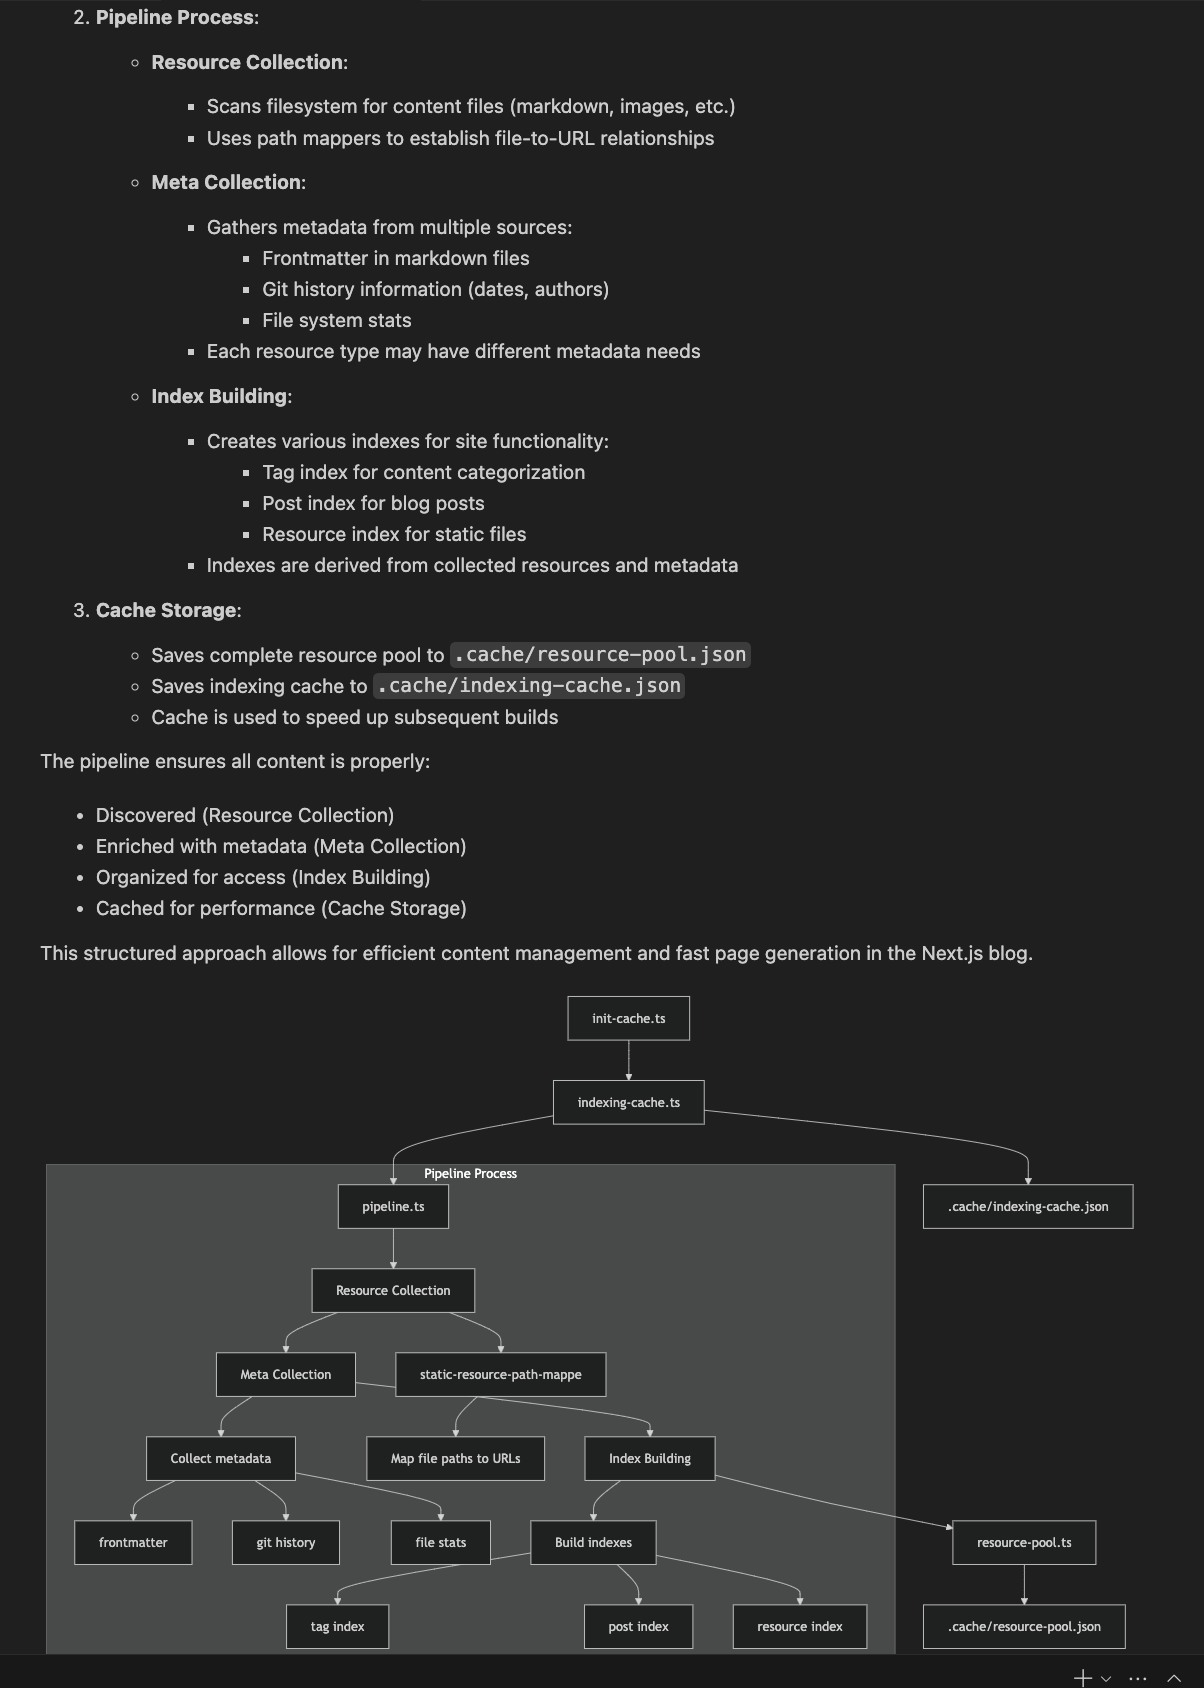 2. Pipeline Process:
Resource Collection:
Scans filesystem for content files (markdown, images, etc.)
Uses path mappers to establish file-to-URL relationships
Meta Collection:
Gathers metadata from multiple sources:
Frontmatter in markdown files
Git history information (dates, authors)
File system stats
Each resource type may have different metadata needs
Index Building:
Creates various indexes for site functionality:
Tag index for content categorization
Post index for blog posts
Resource index for static files
Indexes are derived from collected resources and metadata
3. Cache Storage:
Saves complete resource pool to .cache/resource-pool.json
Saves indexing cache to .cache/indexing-cache.json
Cache is used to speed up subsequent builds
The pipeline ensures all content is properly:
Discovered (Resource Collection)
Enriched with metadata (Meta Collection)
Organized for access (Index Building)
Cached for performance (Cache Storage)
This structured approach allows for efficient content management and fast page generation in the Next.js blog.
init-cache.ts
indexing-cache.ts
Pipeline Process
pipeline.ts
.cache/indexing-cache.json
Resource Collection
Meta Collection
static-resource-path-mappe
Collect metadata
Map file paths to URLs
Index Building
frontmatter
git history
file stats
Build indexes
resource-pool.ts
tag index
post index
resource index
.cache/resource-pool.json